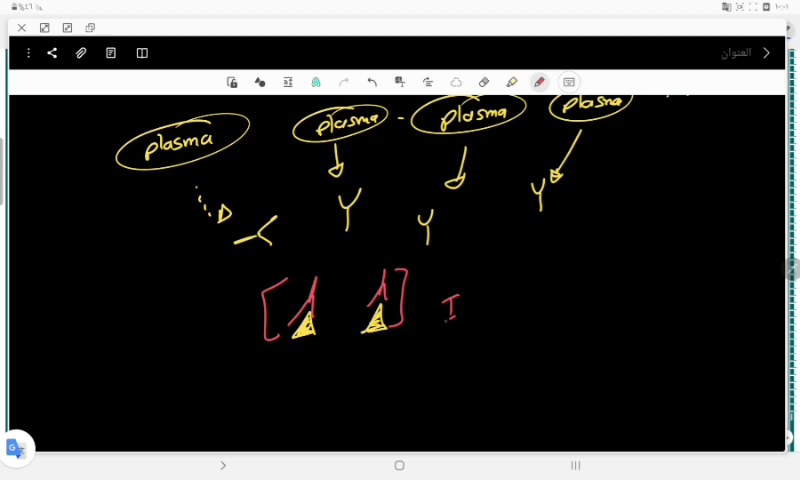 العنوان
plasma plasma - plasma plasma
Y Y Y Y
I